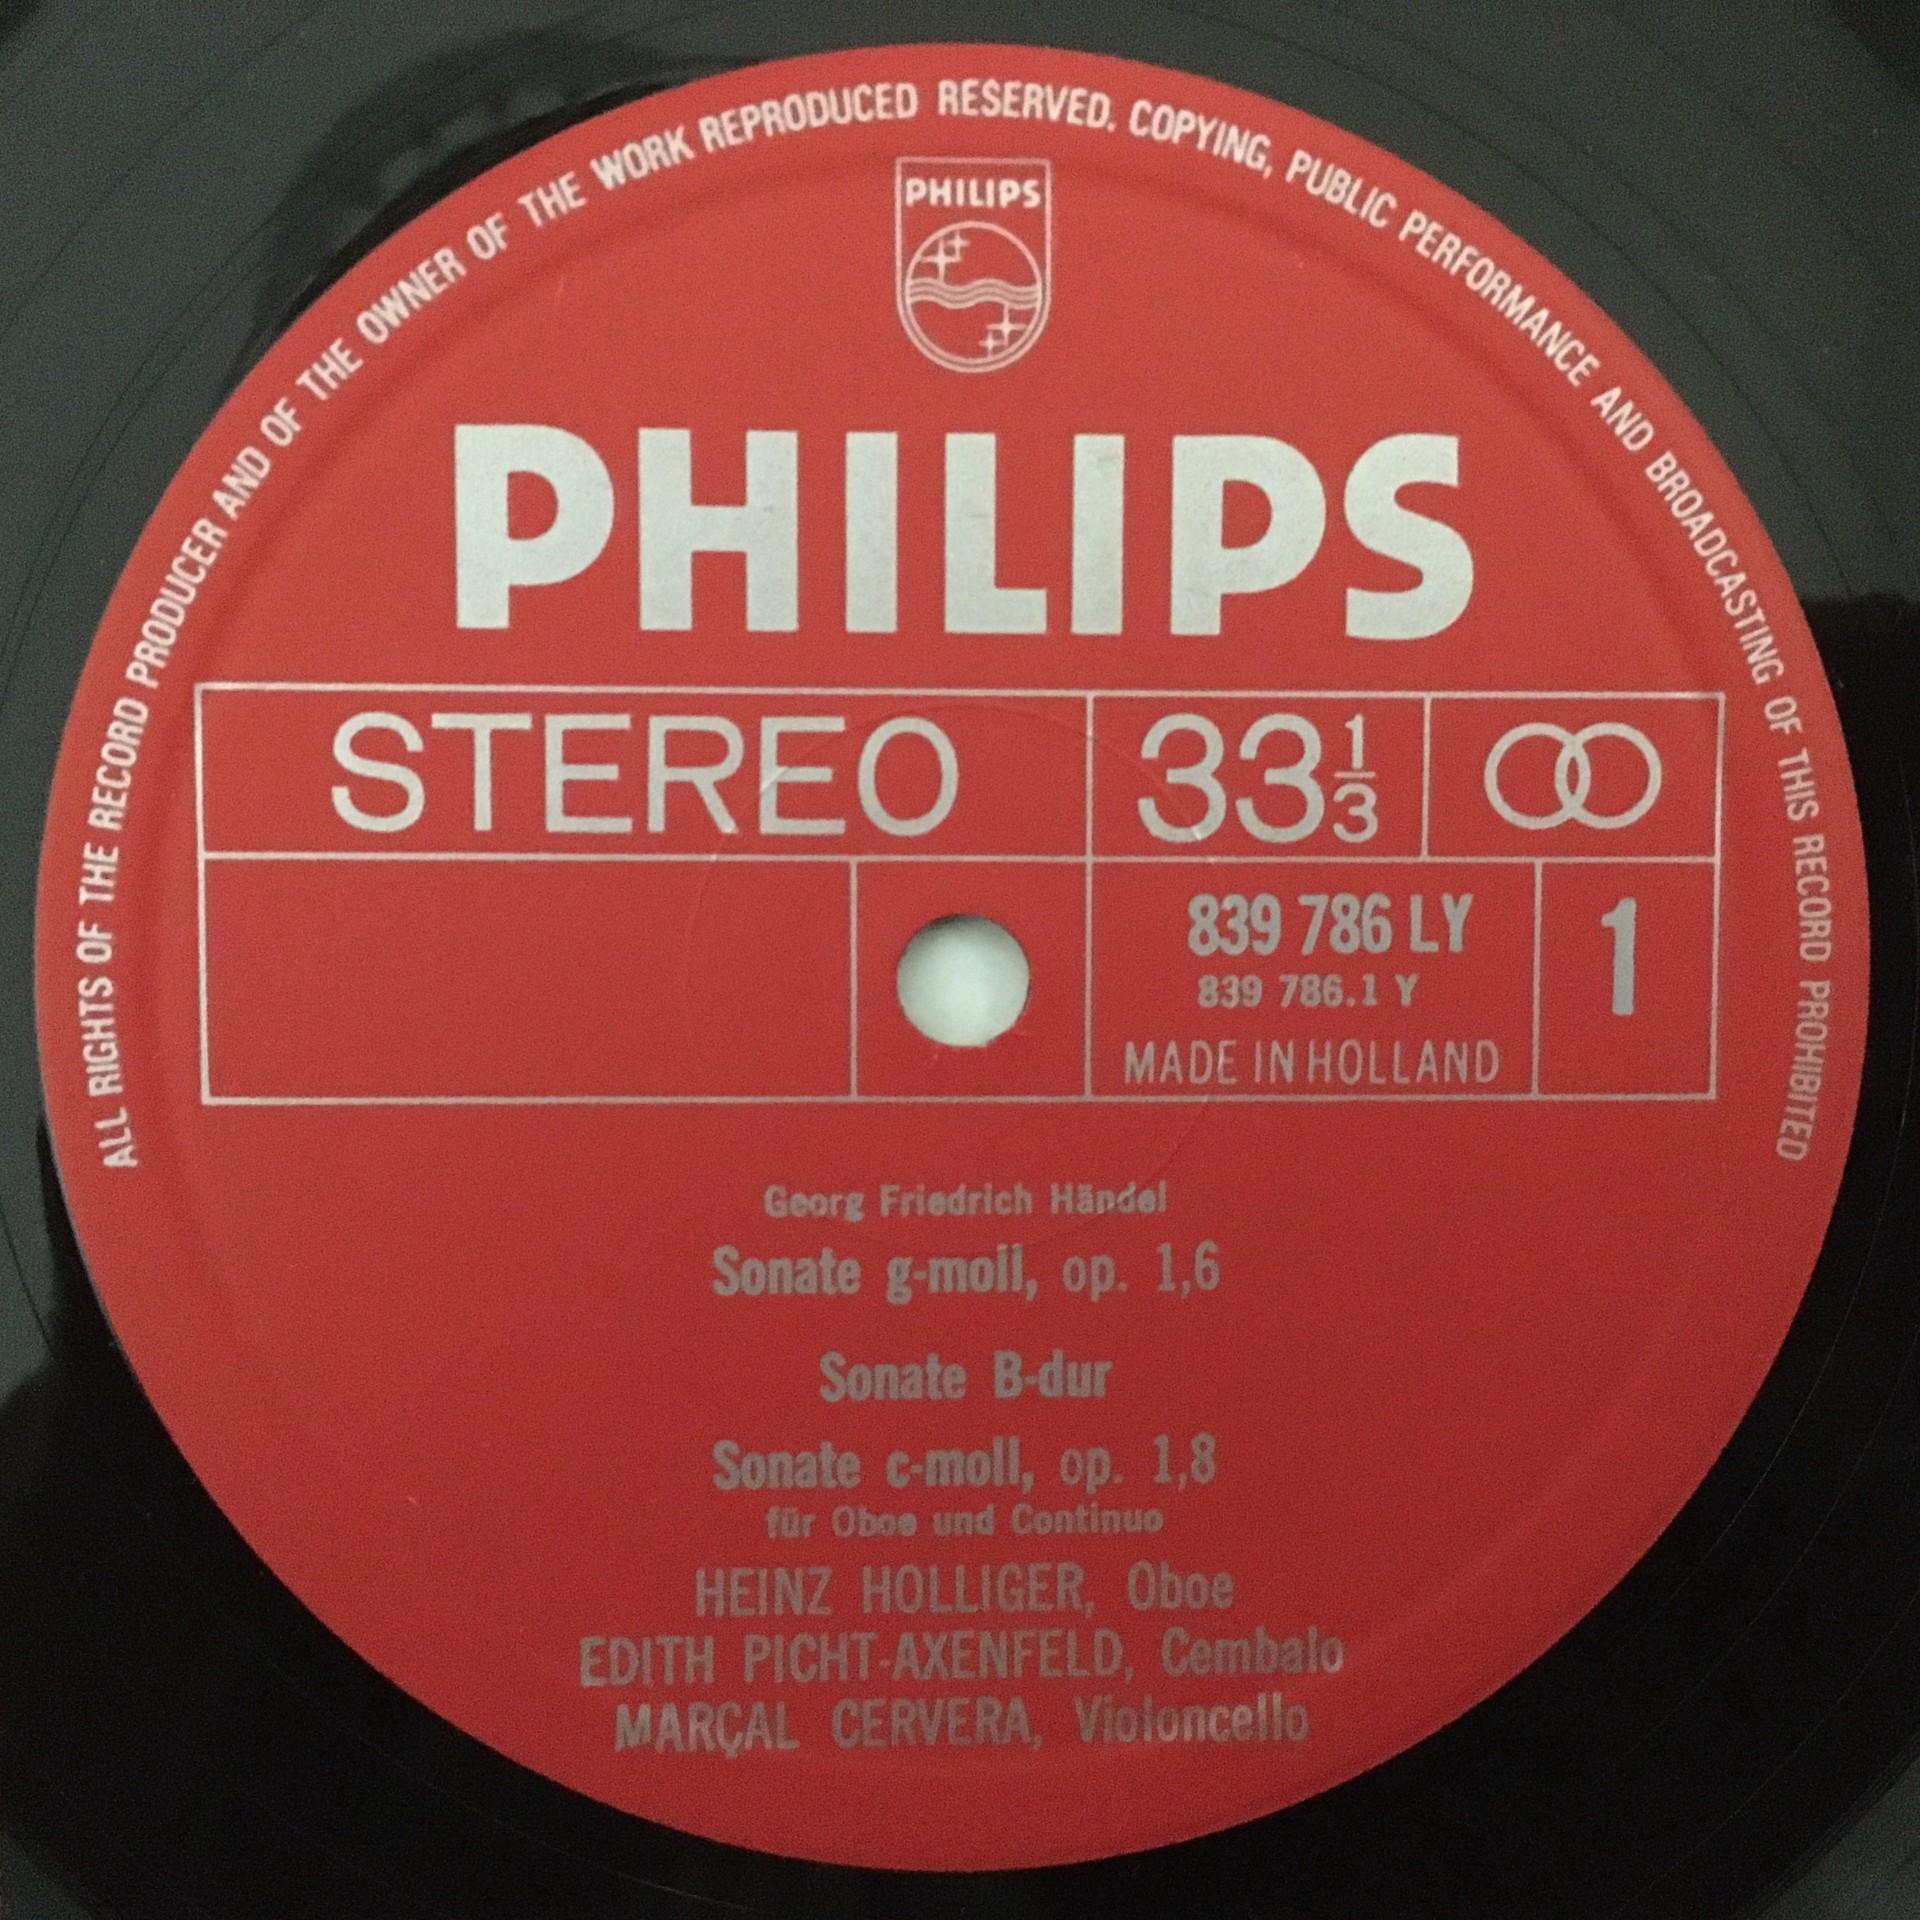 ALL RIGHTS OF THE RECORD PRODUCER AND OF THE OWNER OF THE WORK REPRODUCED RESERVED. COPYING, PUBLIC PERFORMANCE AND BROADCASTING OF THIS RECORD PROHIBITED
PHILIPS
PHILIPS
STEREO 33 1/3
839 786 LY 1
839 786.1 Y
MADE IN HOLLAND
Georg Friedrich Händel
Sonate g-moll, op. 1,6
Sonate B-dur
Sonate c-moll, op. 1,8
für Oboe und Continuo
HEINZ HOLLIGER, Oboe
EDITH PICHT-AXENFELD, Cembalo
MARÇAL CERVERA, Violoncello